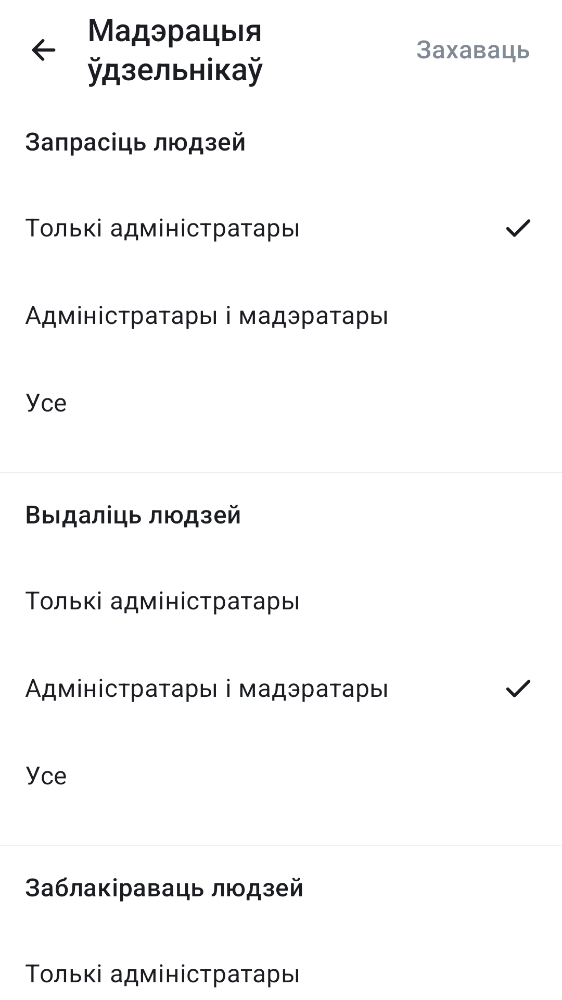 Мадэрацыя
ўдзельнікаў
Захаваць
Запрасіць людзей
Толькі адміністратары
Адміністратары і мадэратары
Усе
Выдаліць людзей
Толькі адміністратары
Адміністратары і мадэратары
Усе
Заблакіраваць людзей
Толькі адміністратары